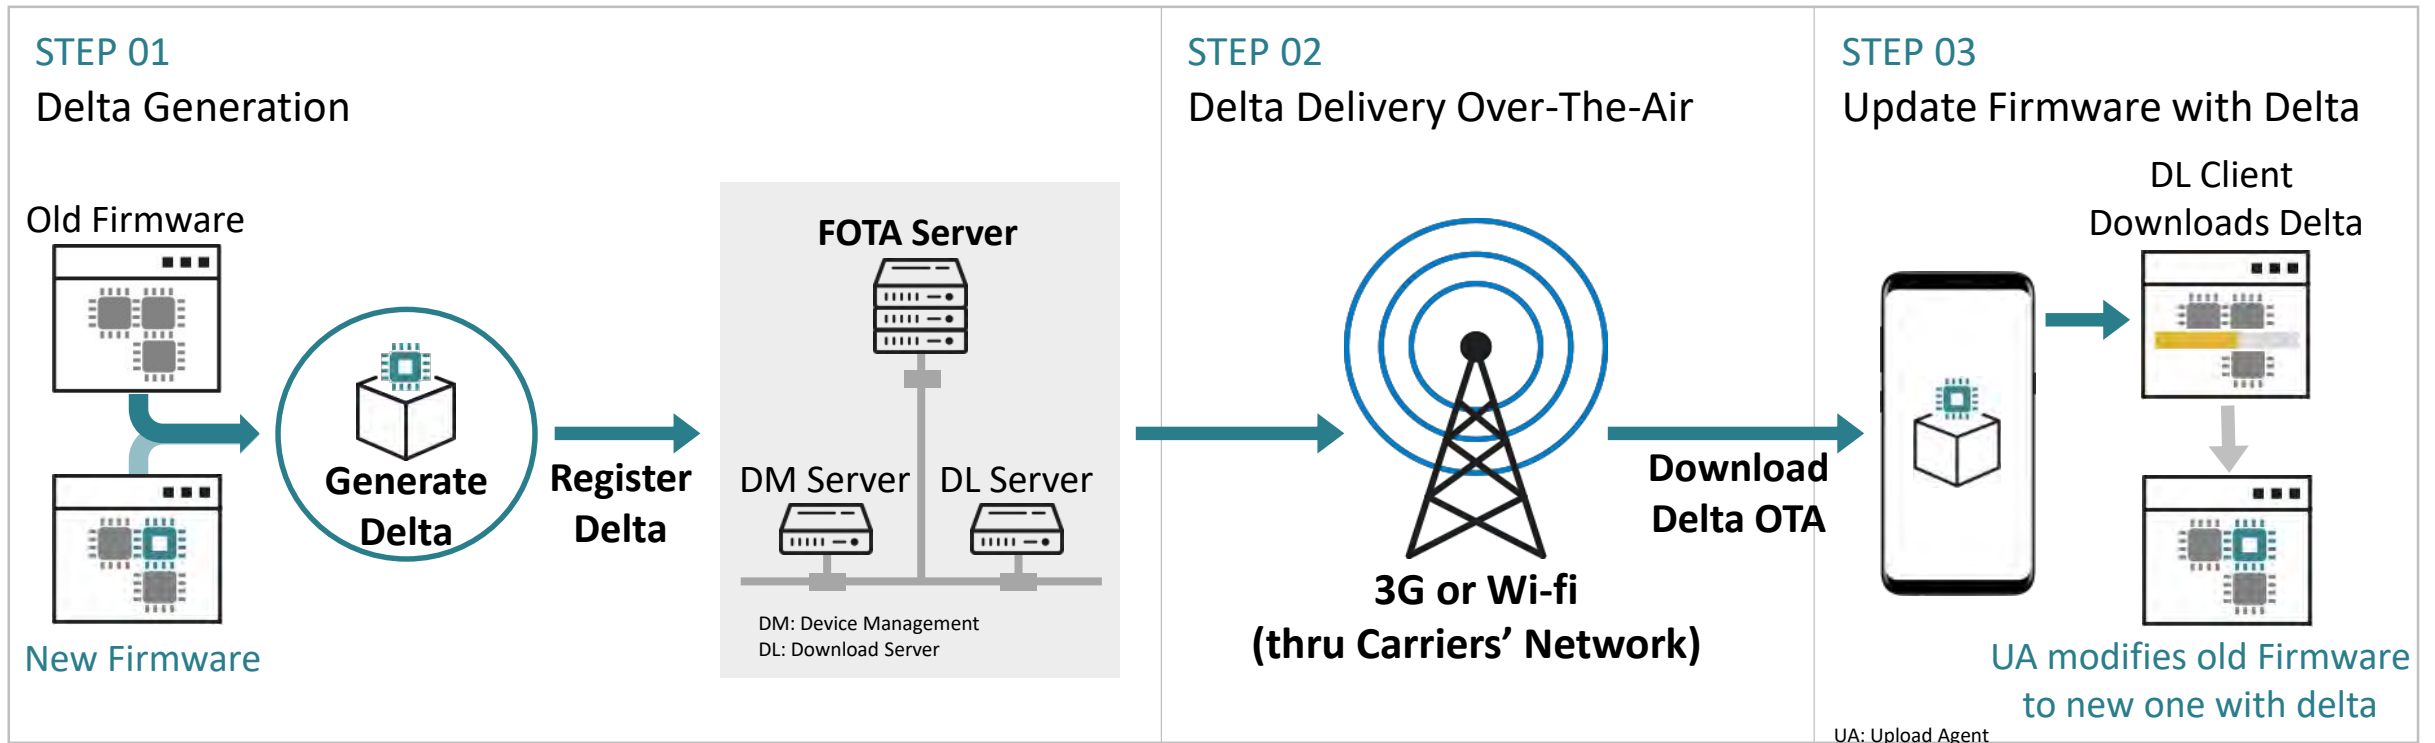 STEP 01
Delta Generation
Old Firmware
New Firmware
Generate
Delta
Register
Delta
FOTA Server
DM Server
DL Server
DM: Device Management
DL: Download Server
STEP 02
Delta Delivery Over-The-Air
3G or Wi-fi
(thru Carriers’ Network)
Download
Delta OTA
STEP 03
Update Firmware with Delta
DL Client
Downloads Delta
UA modifies old Firmware
to new one with delta
UA: Upload Agent